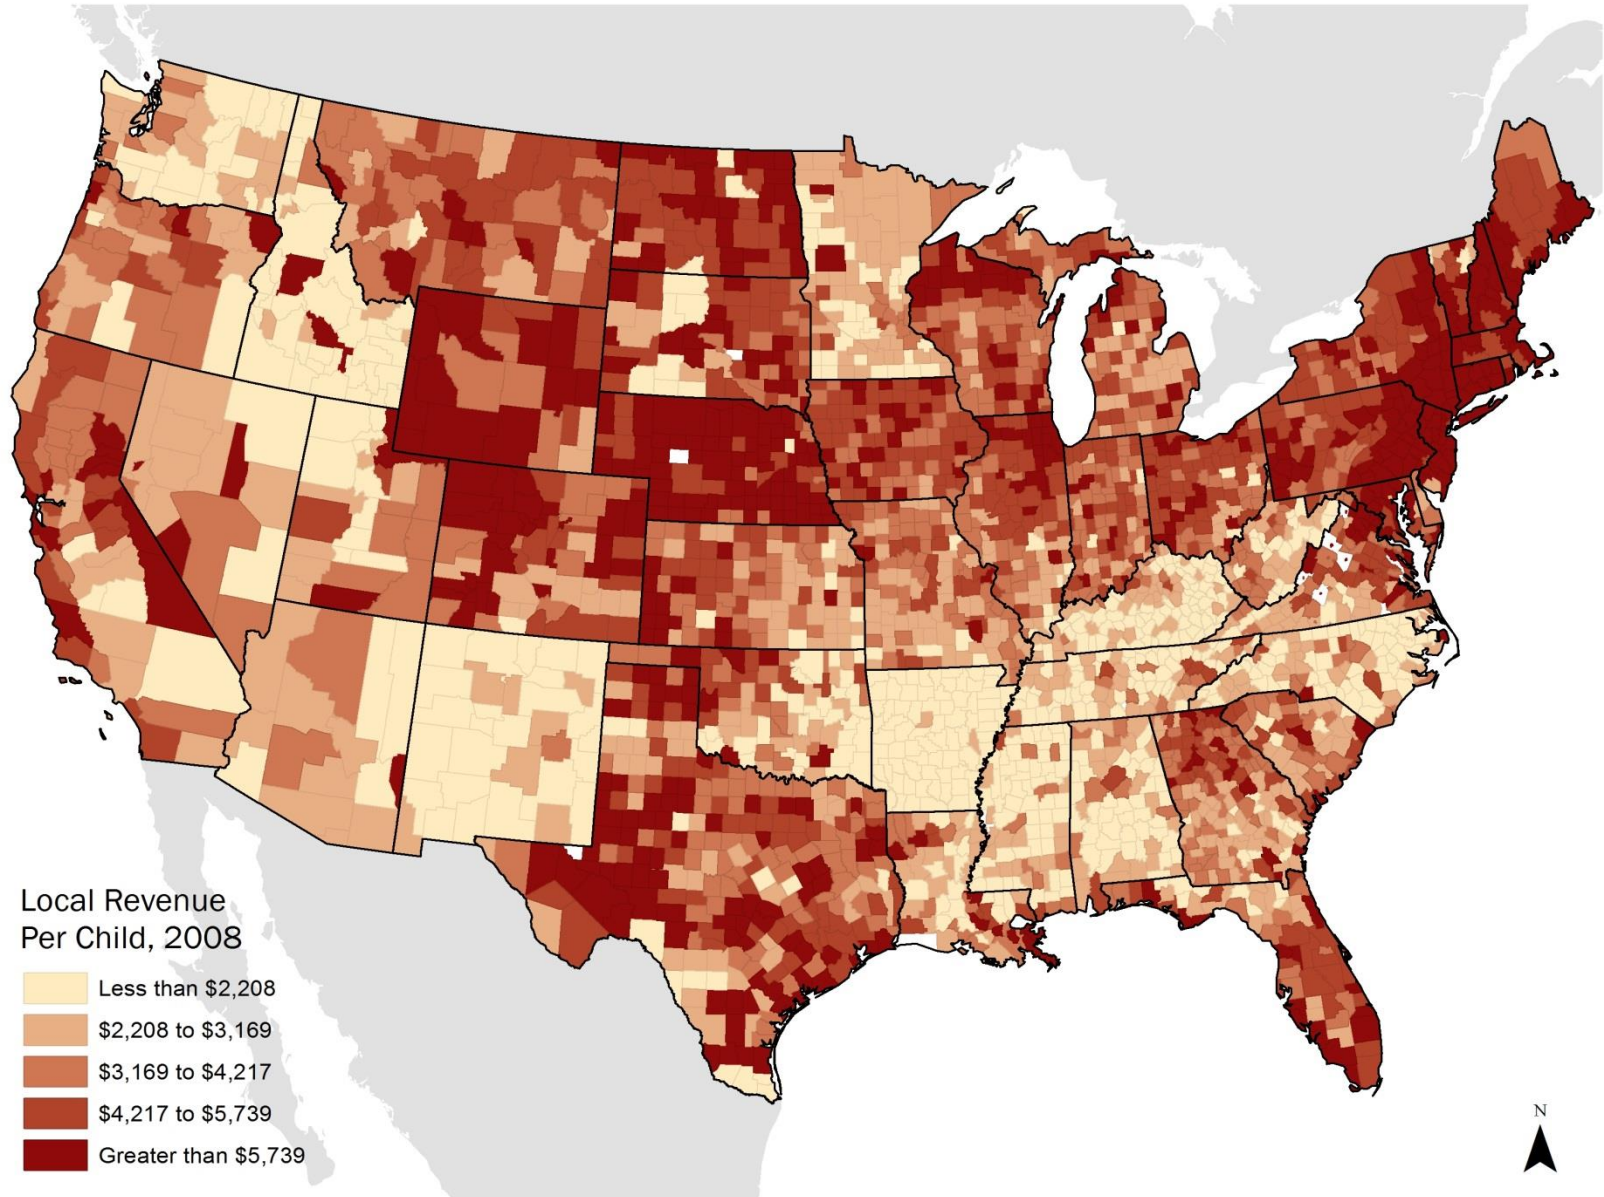 Local Revenue
Per Child, 2008
Less than $2,208
$2,208 to $3,169
$3,169 to $4,217
$4,217 to $5,739
Greater than $5,739
N